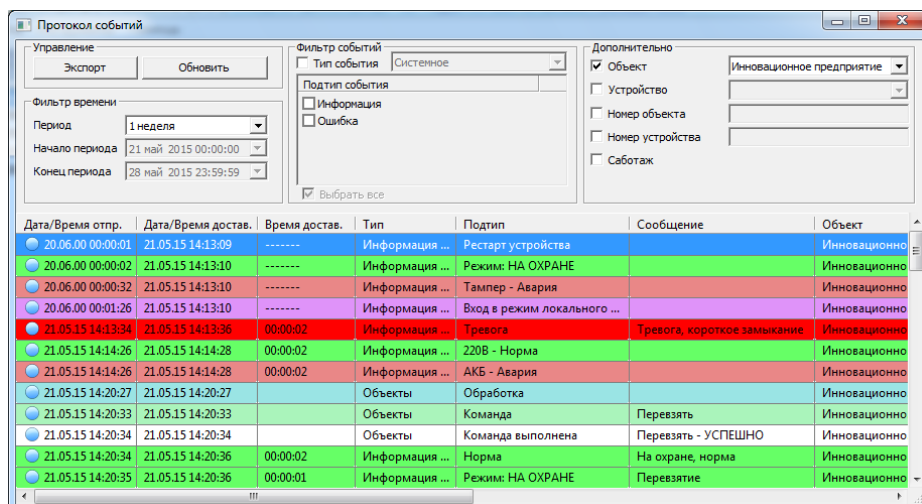 Протокол событий
Управление
Экспорт
Обновить
Фильтр времени
Период 1 неделя
Начало периода 21 май 2015 00:00:00
Конец периода 28 май 2015 23:59:59
Фильтр событий
Тип события Системное
Подтип события
Информация
Ошибка
Выбрать все
Дополнительно
Объект Инновационное предприятие
Устройство
Номер объекта
Номер устройства
Саботаж
Дата/Время отпр. Дата/Время достав. Время достав. Тип Подтип Сообщение Объект
20.06.00 00:00:01 21.05.15 14:13:09 ------- Информация ... Рестарт устройства Инновационно
20.06.00 00:00:02 21.05.15 14:13:10 ------- Информация ... Режим: НА ОХРАНЕ Инновационно
20.06.00 00:00:32 21.05.15 14:13:10 ------- Информация ... Тампер - Авария Инновационно
20.06.00 00:01:26 21.05.15 14:13:10 ------- Информация ... Вход в режим локального ... Инновационно
21.05.15 14:13:34 21.05.15 14:13:36 00:00:02 Информация ... Тревога Тревога, короткое замыкание Инновационно
21.05.15 14:14:26 21.05.15 14:14:28 00:00:02 Информация ... 220В - Норма Инновационно
21.05.15 14:14:26 21.05.15 14:14:28 00:00:02 Информация ... АКБ - Авария Инновационно
21.05.15 14:20:27 21.05.15 14:20:27 Объекты Обработка Инновационно
21.05.15 14:20:33 21.05.15 14:20:33 Объекты Команда Перевзять Инновационно
21.05.15 14:20:34 21.05.15 14:20:34 Объекты Команда выполнена Перевзять - УСПЕШНО Инновационно
21.05.15 14:20:34 21.05.15 14:20:36 00:00:02 Информация ... Норма На охране, норма Инновационно
21.05.15 14:20:35 21.05.15 14:20:36 00:00:01 Информация ... Режим: НА ОХРАНЕ Перевзятие Инновационно